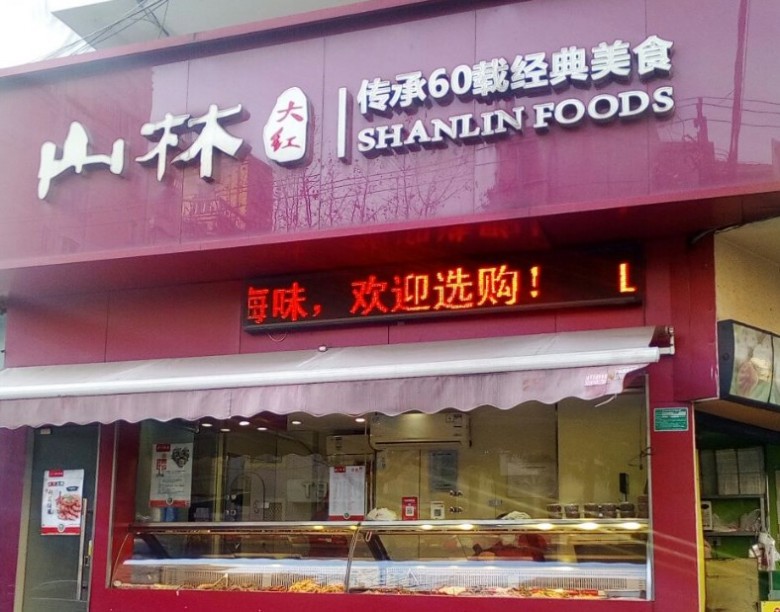 山林
大红
传承60载经典美食
SHANLIN FOODS
海味，欢迎选购！ L